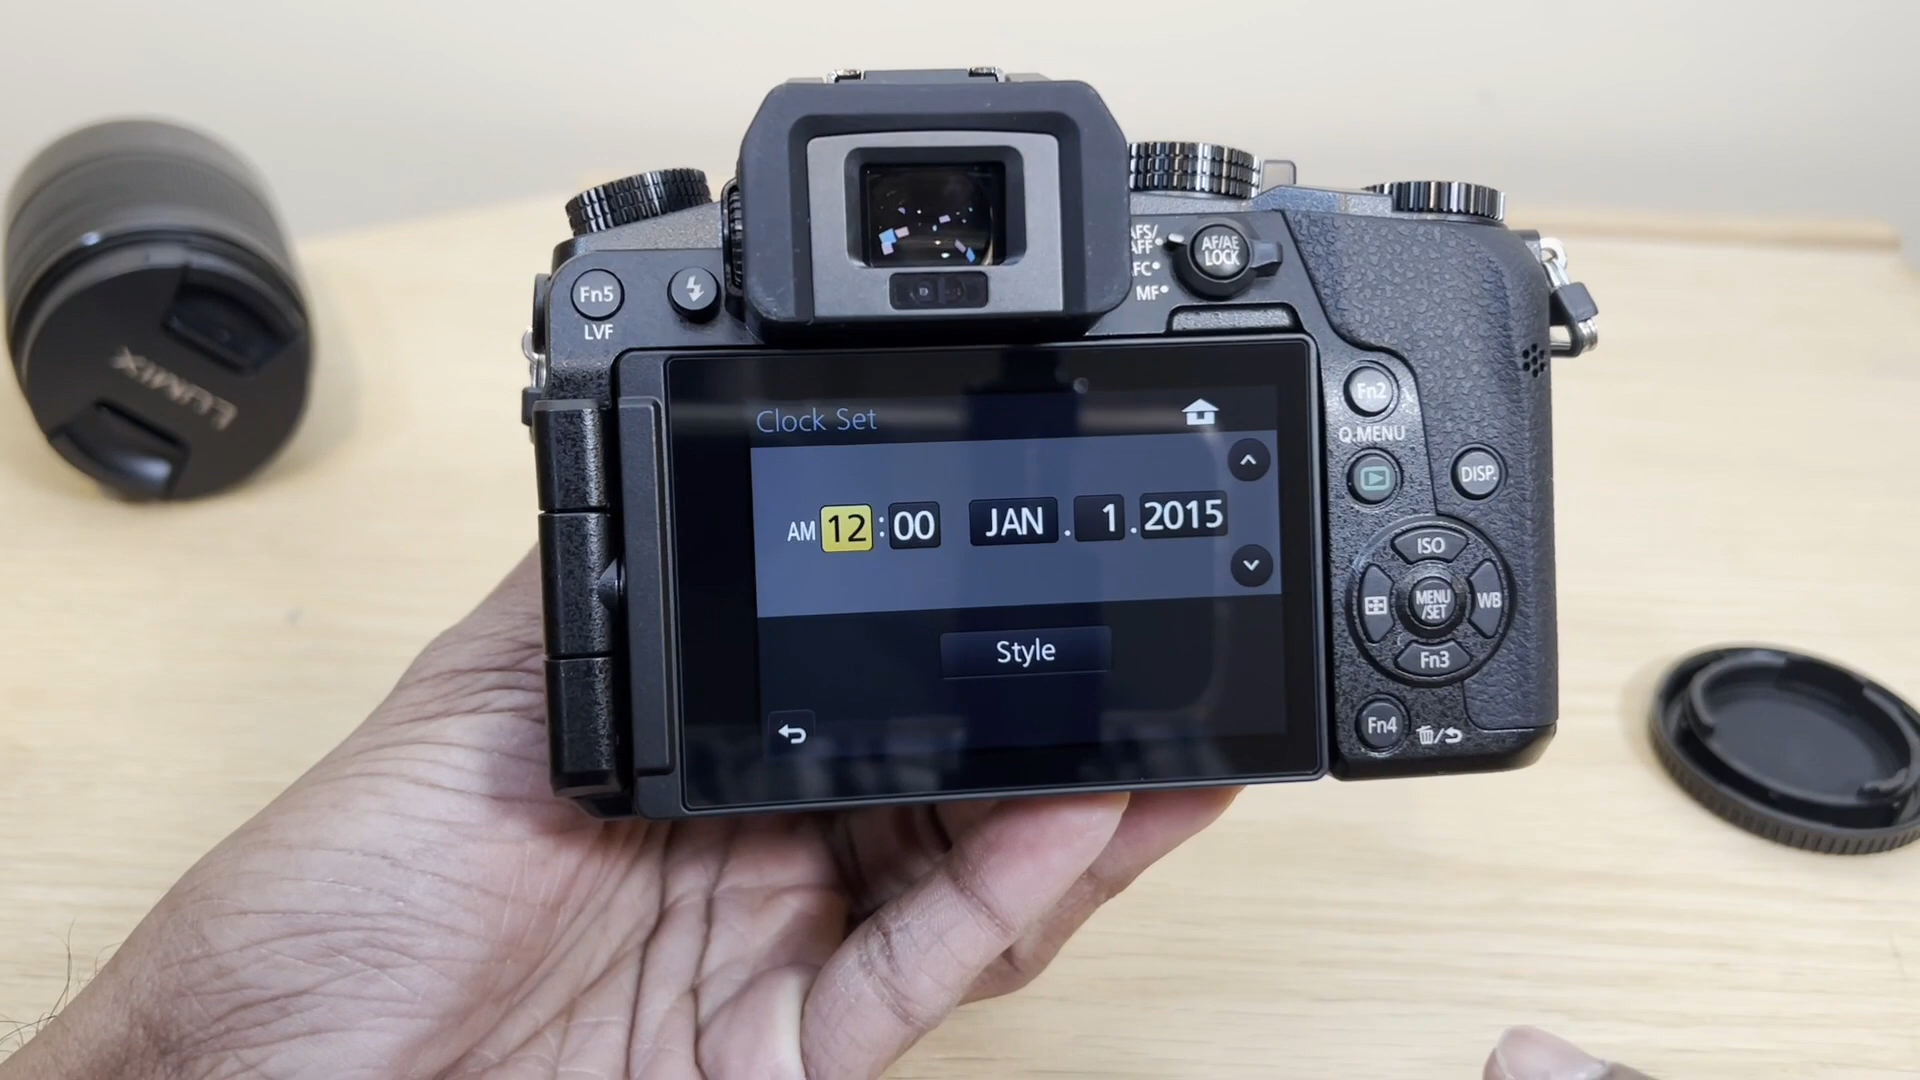 AFS/
AFF
AFC
MF
AF/AE
LOCK
Fn5
LVF
LUMIX
Clock Set
AM 12:00 JAN . 1 . 2015
Style
Fn2
Q.MENU
DISP.
ISO
MENU
/SET
WB
Fn3
Fn4